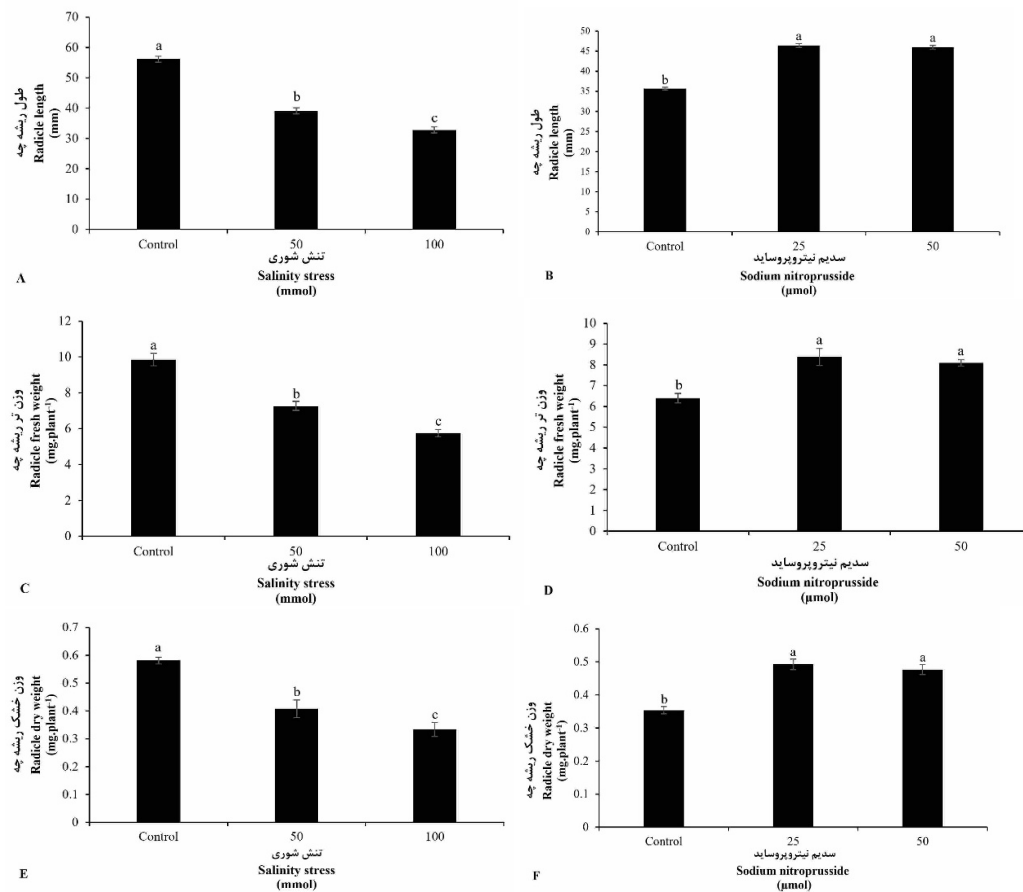 70
60
50
40
30
20
10
0
طول ریشه چه
Radicle length
(mm)
a
b
c
Control
50
100
تنش شوری
Salinity stress
(mmol)
A
50
45
40
35
30
25
20
15
10
5
0
طول ریشه چه
Radicle length
(mm)
b
a
a
Control
25
50
سدیم نیتروپروساید
Sodium nitroprusside
(µmol)
B
12
10
8
6
4
2
0
وزن تر ریشه چه
Radicle fresh weight
(mg.plant⁻¹)
a
b
c
Control
50
100
تنش شوری
Salinity stress
(mmol)
C
10
9
8
7
6
5
4
3
2
1
0
وزن تر ریشه چه
Radicle fresh weight
(mg.plant⁻¹)
b
a
a
Control
25
50
سدیم نیتروپروساید
Sodium nitroprusside
(µmol)
D
0.7
0.6
0.5
0.4
0.3
0.2
0.1
0
وزن خشک ریشه چه
Radicle dry weight
(mg.plant⁻¹)
a
b
c
Control
50
100
تنش شوری
Salinity stress
(mmol)
E
0.6
0.5
0.4
0.3
0.2
0.1
0
وزن خشک ریشه چه
Radicle dry weight
(mg.plant⁻¹)
b
a
a
Control
25
50
سدیم نیتروپروساید
Sodium nitroprusside
(µmol)
F